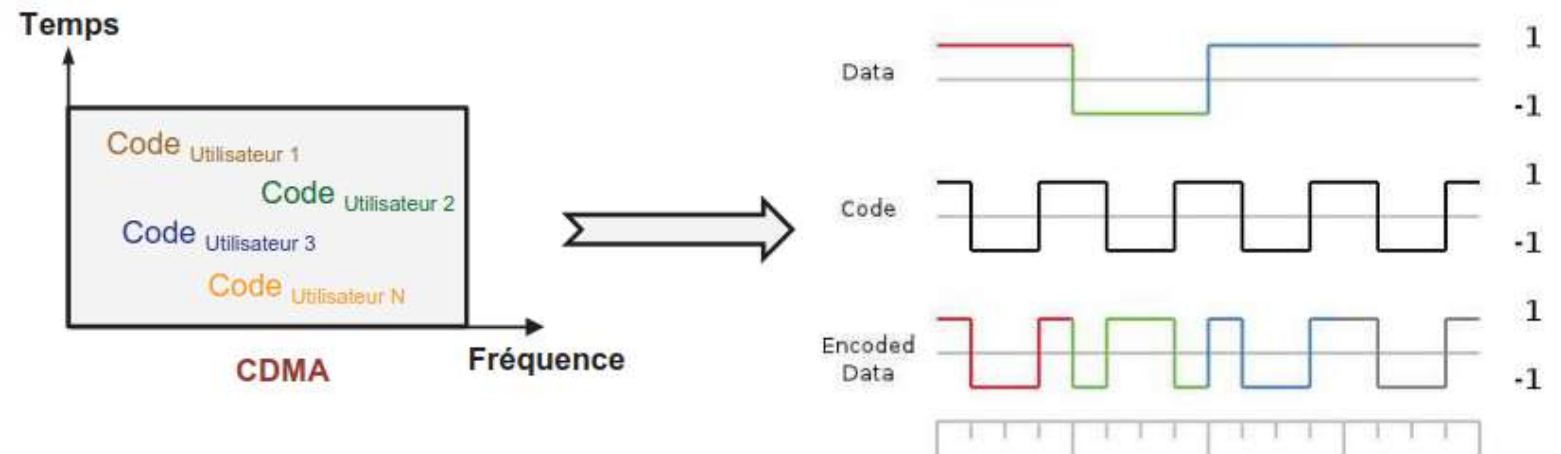 Temps
Code Utilisateur 1
Code Utilisateur 2
Code Utilisateur 3
Code Utilisateur N
Fréquence
CDMA
Data
1
-1
Code
1
-1
Encoded
Data
1
-1